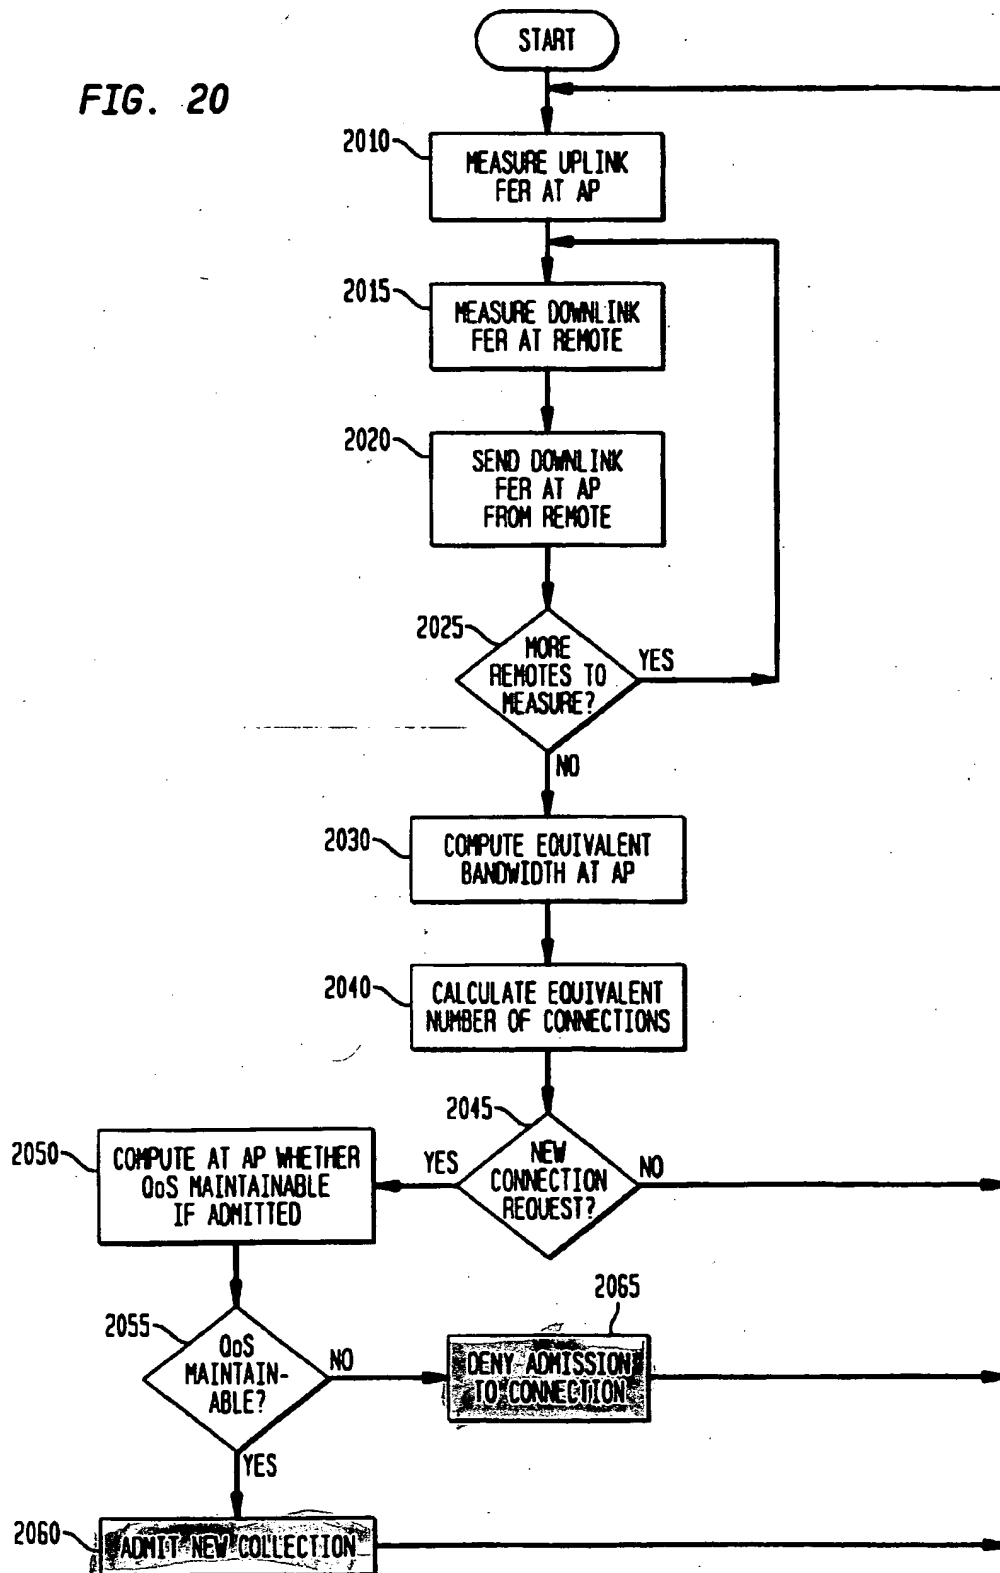 START
FIG. 20
2010
MEASURE UPLINK
FER AT AP
2015
MEASURE DOWNLINK
FER AT REMOTE
2020
SEND DOWNLINK
FER AT AP
FROM REMOTE
2025
MORE
REMOTES TO
MEASURE?
YES
NO
2030
COMPUTE EQUIVALENT
BANDWIDTH AT AP
2040
CALCULATE EQUIVALENT
NUMBER OF CONNECTIONS
2045
NEW
CONNECTION
REQUEST?
YES
NO
2050
COMPUTE AT AP WHETHER
QoS MAINTAINABLE
IF ADMITTED
2055
QoS
MAINTAIN-
ABLE?
NO
YES
2065
DENY ADMISSION
TO CONNECTION
2060
ADMIT NEW COLLECTION